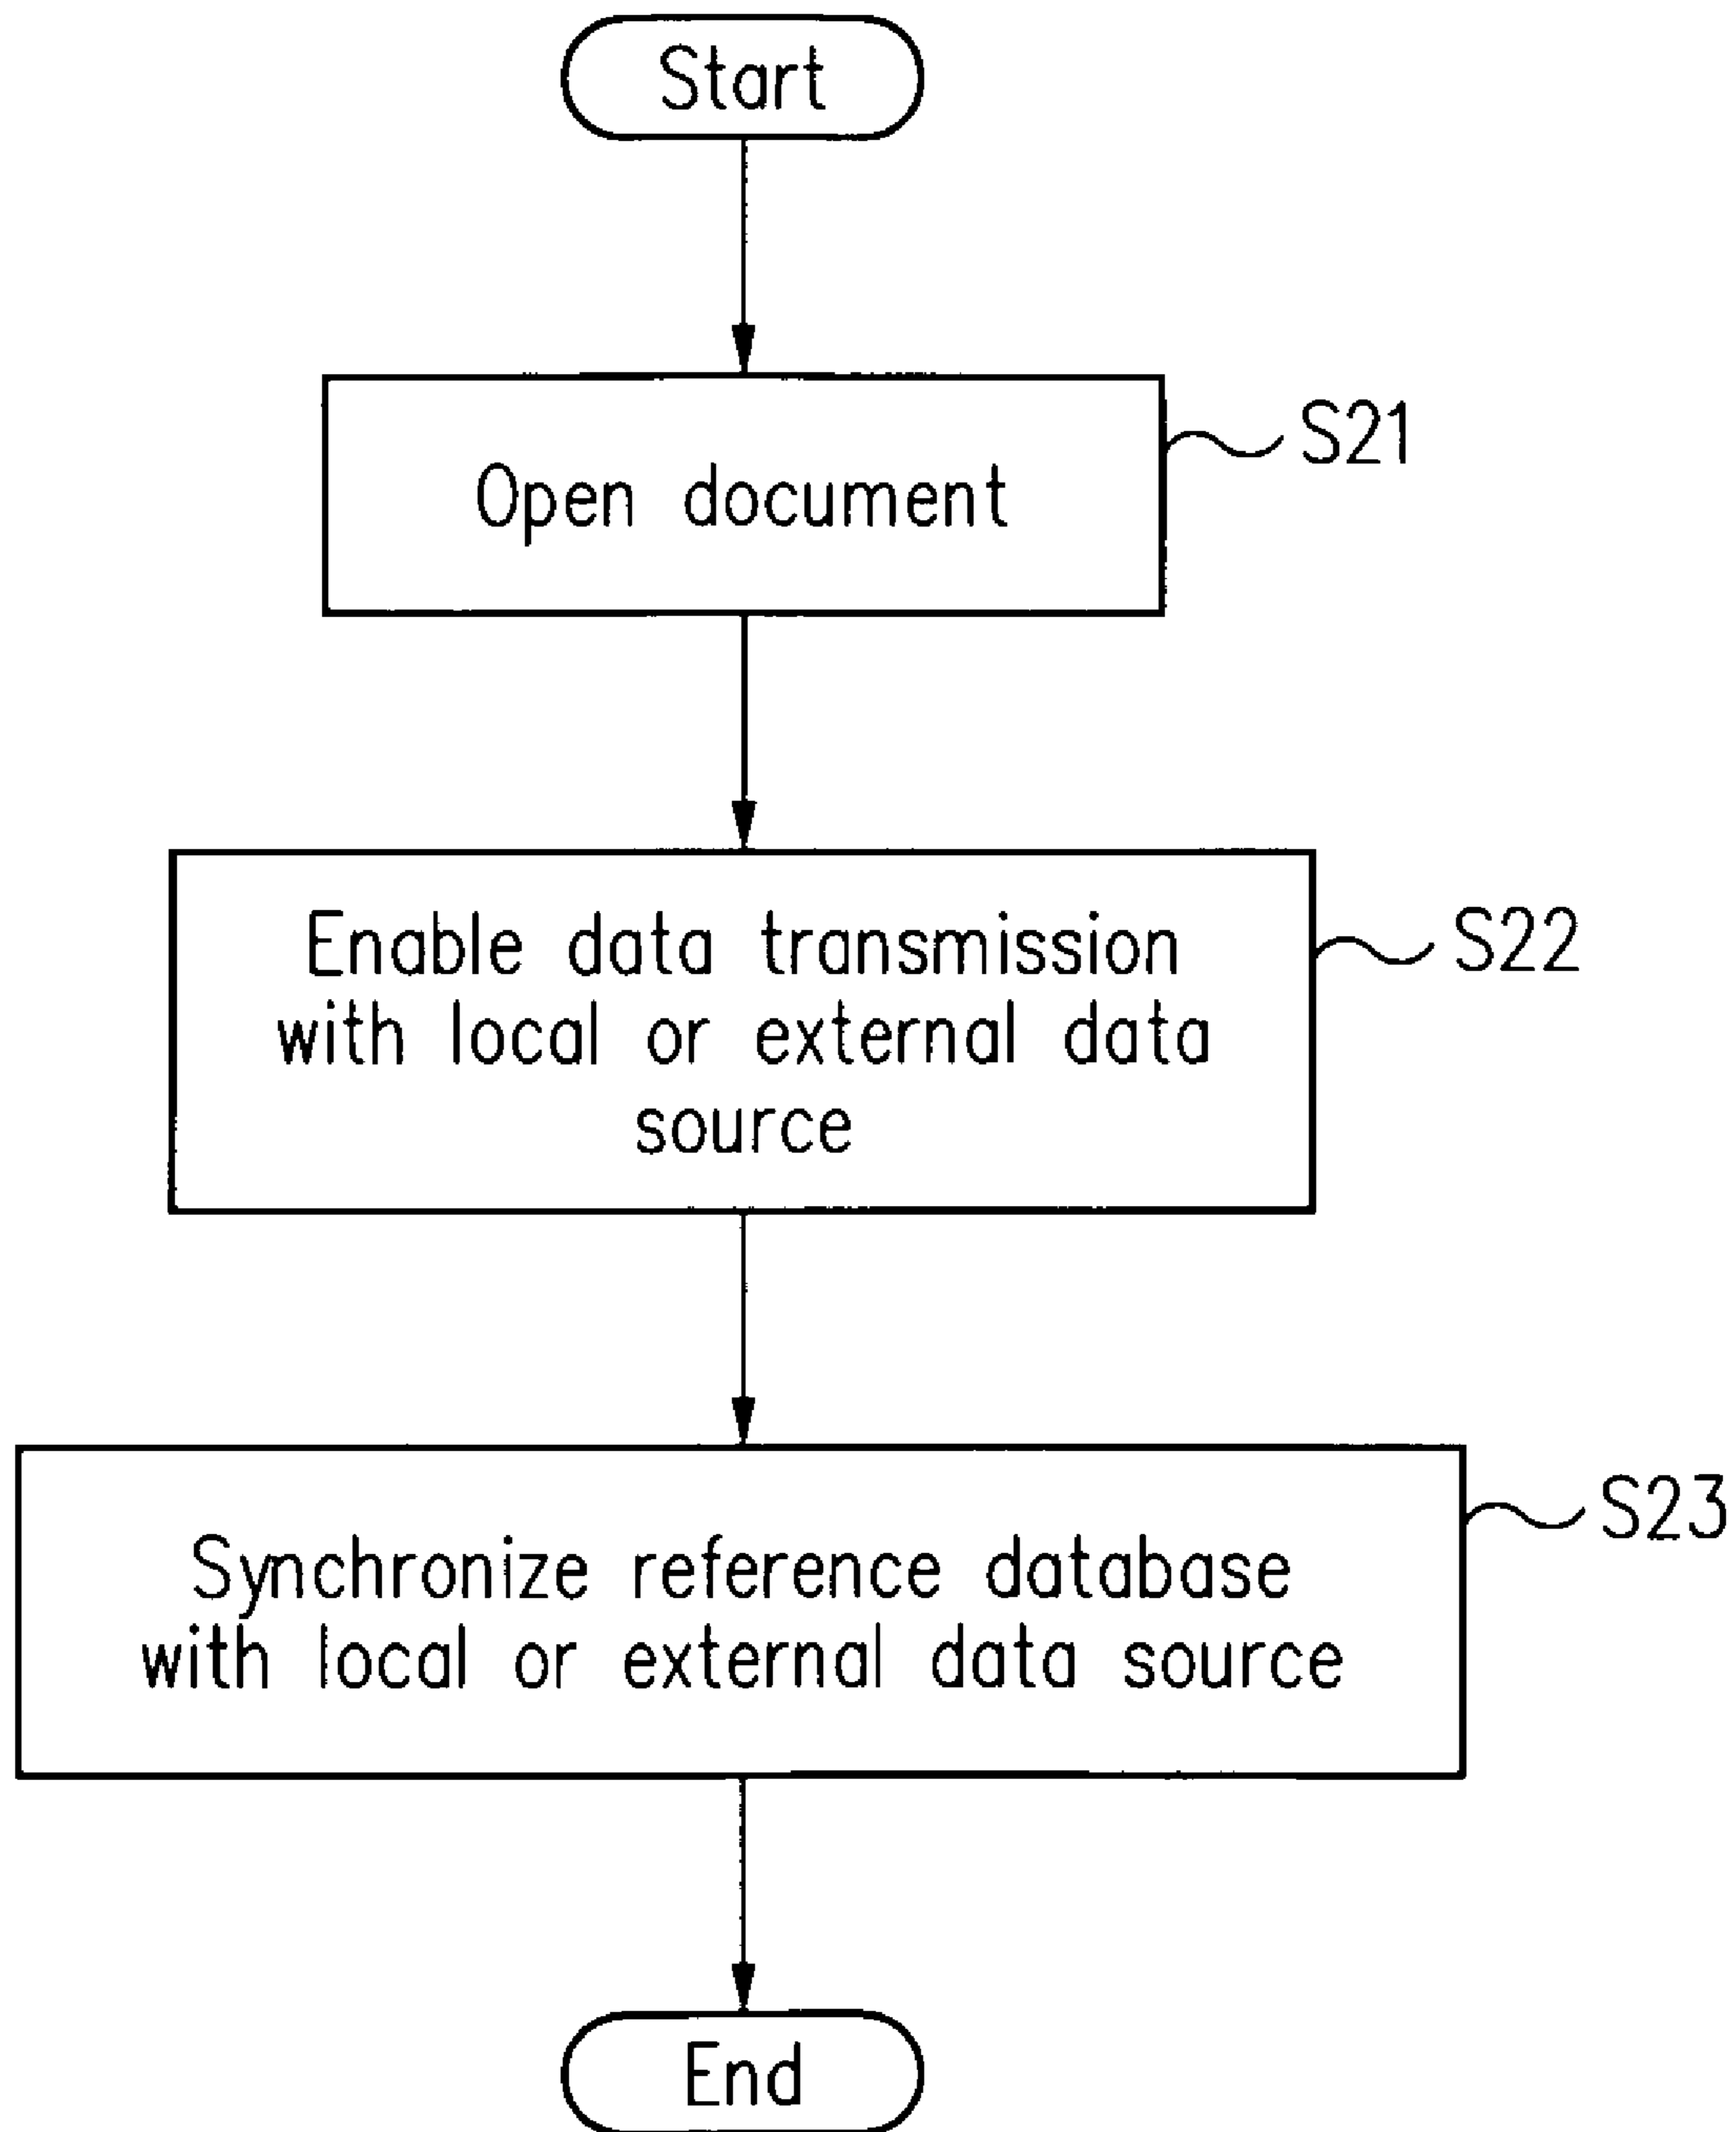 Start
Open document
S21
Enable data transmission
with local or external data
source
S22
Synchronize reference database
with local or external data source
S23
End